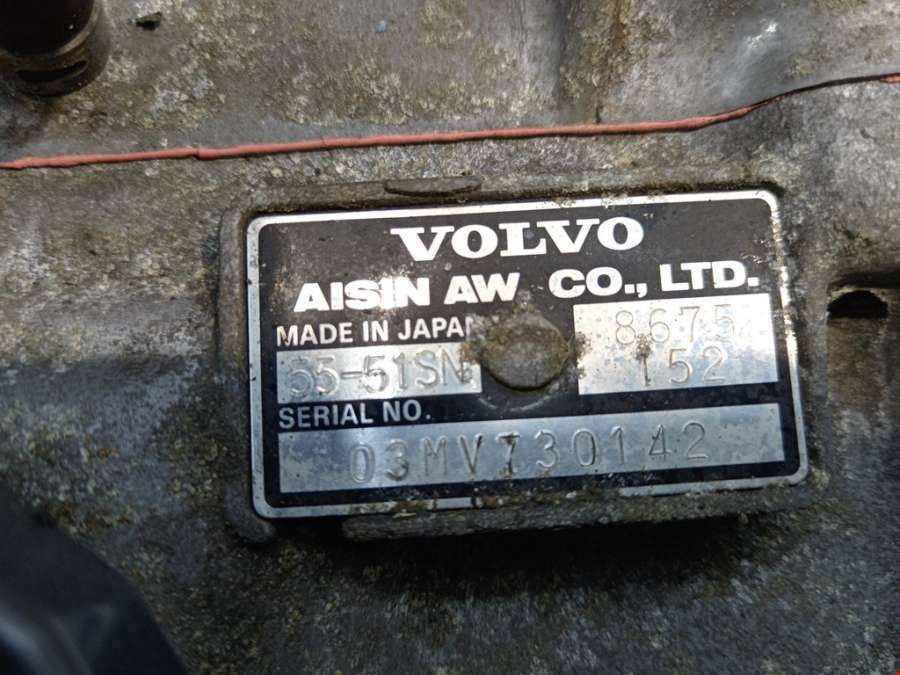 VOLVO
AISIN AW CO., LTD.
MADE IN JAPAN
8675
55-51SN
152
SERIAL NO.
03MV730142